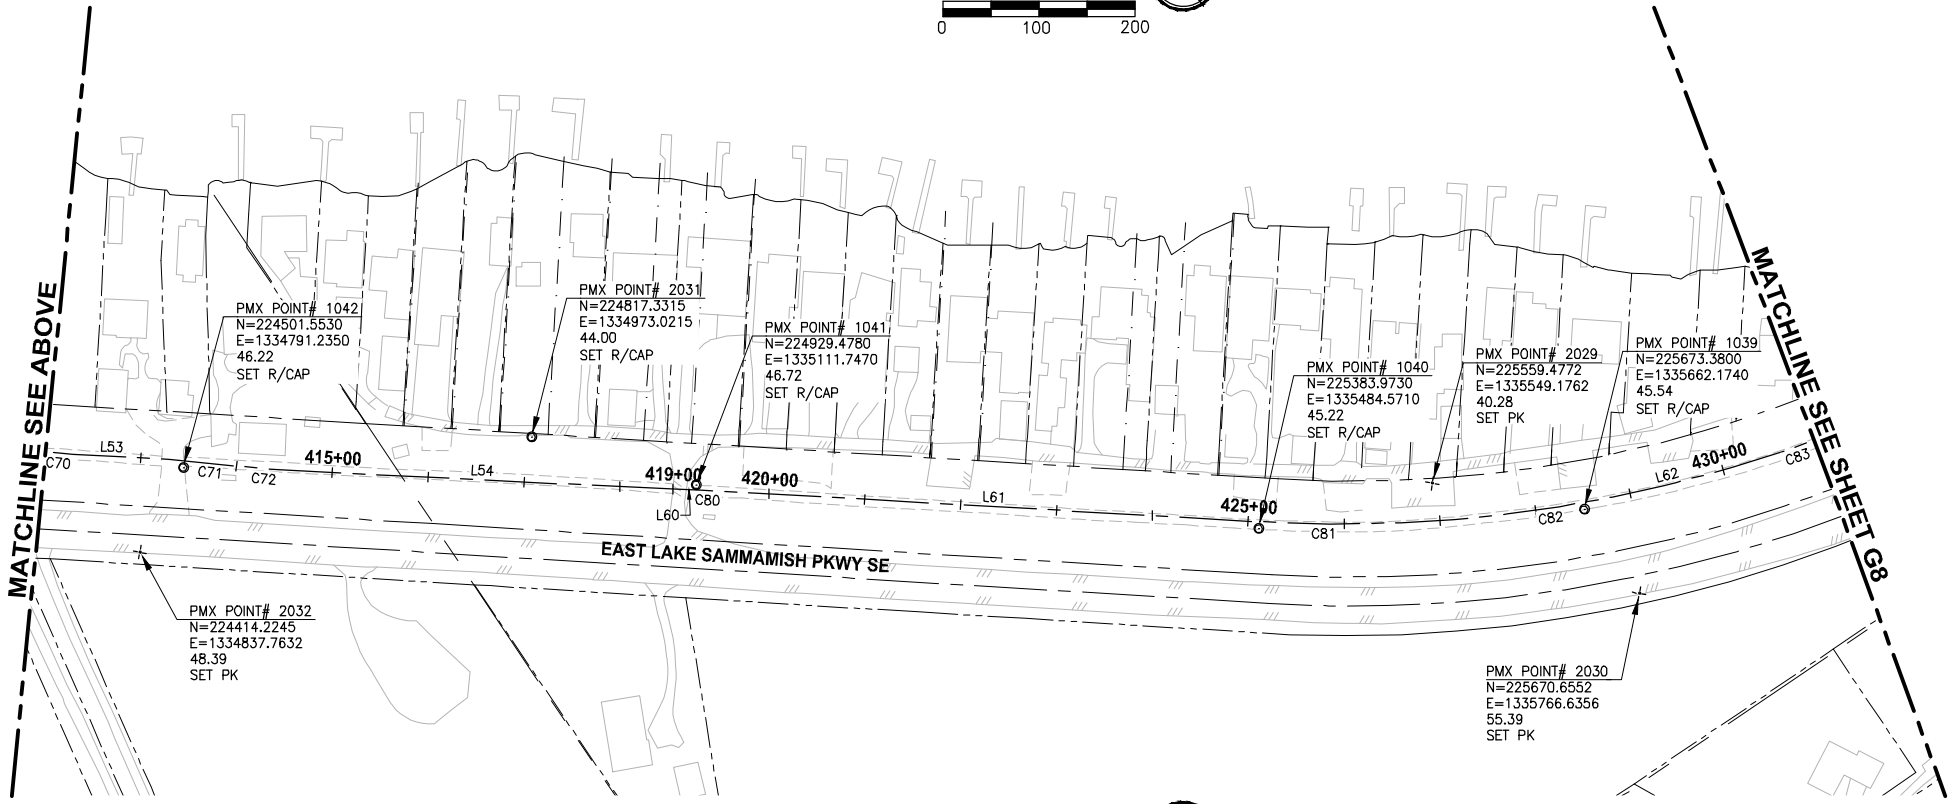 0 100 200
MATCHLINE SEE ABOVE
MATCHLINE SEE SHEET G8
PMX POINT# 1042
N=224501.5530
E=1334791.2350
46.22
SET R/CAP
PMX POINT# 2031
N=224817.3315
E=1334973.0215
44.00
SET R/CAP
PMX POINT# 1041
N=224929.4780
E=1335111.7470
46.72
SET R/CAP
PMX POINT# 1040
N=225383.9730
E=1335484.5710
45.22
SET R/CAP
PMX POINT# 2029
N=225559.4772
E=1335549.1762
40.28
SET PK
PMX POINT# 1039
N=225673.3800
E=1335662.1740
45.54
SET R/CAP
C70
L53
C71
C72
415+00
L54
419+00
L60
C80
420+00
L61
425+00
C81
C82
L62
430+00
C83
EAST LAKE SAMMAMISH PKWY SE
PMX POINT# 2032
N=224414.2245
E=1334837.7632
48.39
SET PK
PMX POINT# 2030
N=225670.6552
E=1335766.6356
55.39
SET PK